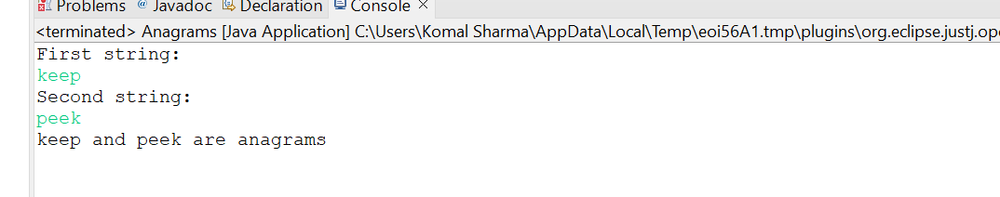 Problems @ Javadoc Declaration Console
<terminated> Anagrams [Java Application] C:\Users\Komal Sharma\AppData\Local\Temp\eoi56A1.tmp\plugins\org.eclipse.justj.ope
First string:
keep
Second string:
peek
keep and peek are anagrams